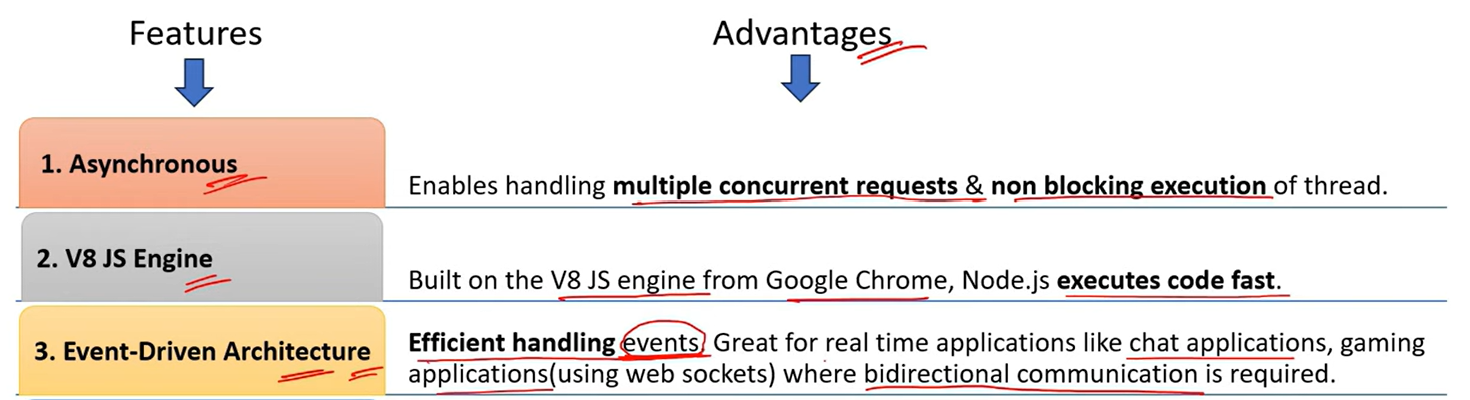 Features
Advantages
1. Asynchronous
Enables handling multiple concurrent requests & non blocking execution of thread.
2. V8 JS Engine
Built on the V8 JS engine from Google Chrome, Node.js executes code fast.
3. Event-Driven Architecture
Efficient handling events. Great for real time applications like chat applications, gaming
applications(using web sockets) where bidirectional communication is required.